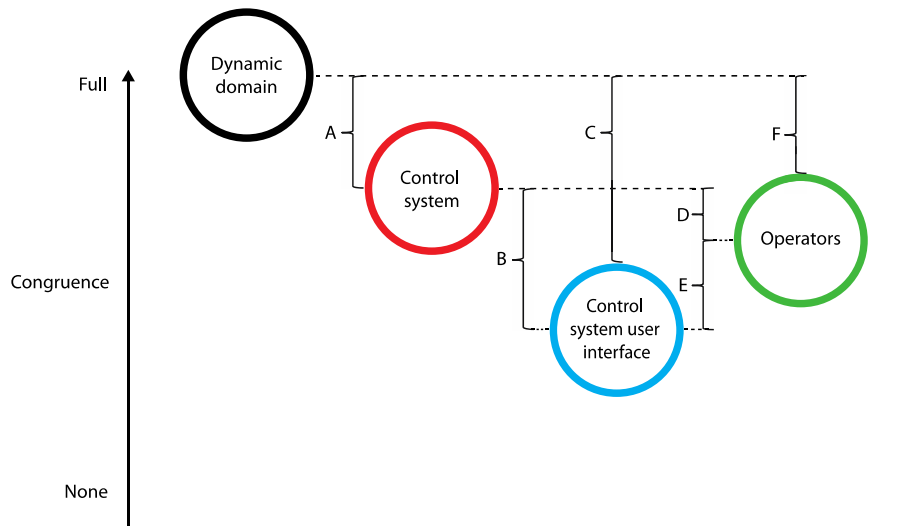 Dynamic
domain
Full
A
C
F
Control
system
D
Operators
B
E
Congruence
Control
system user
interface
None